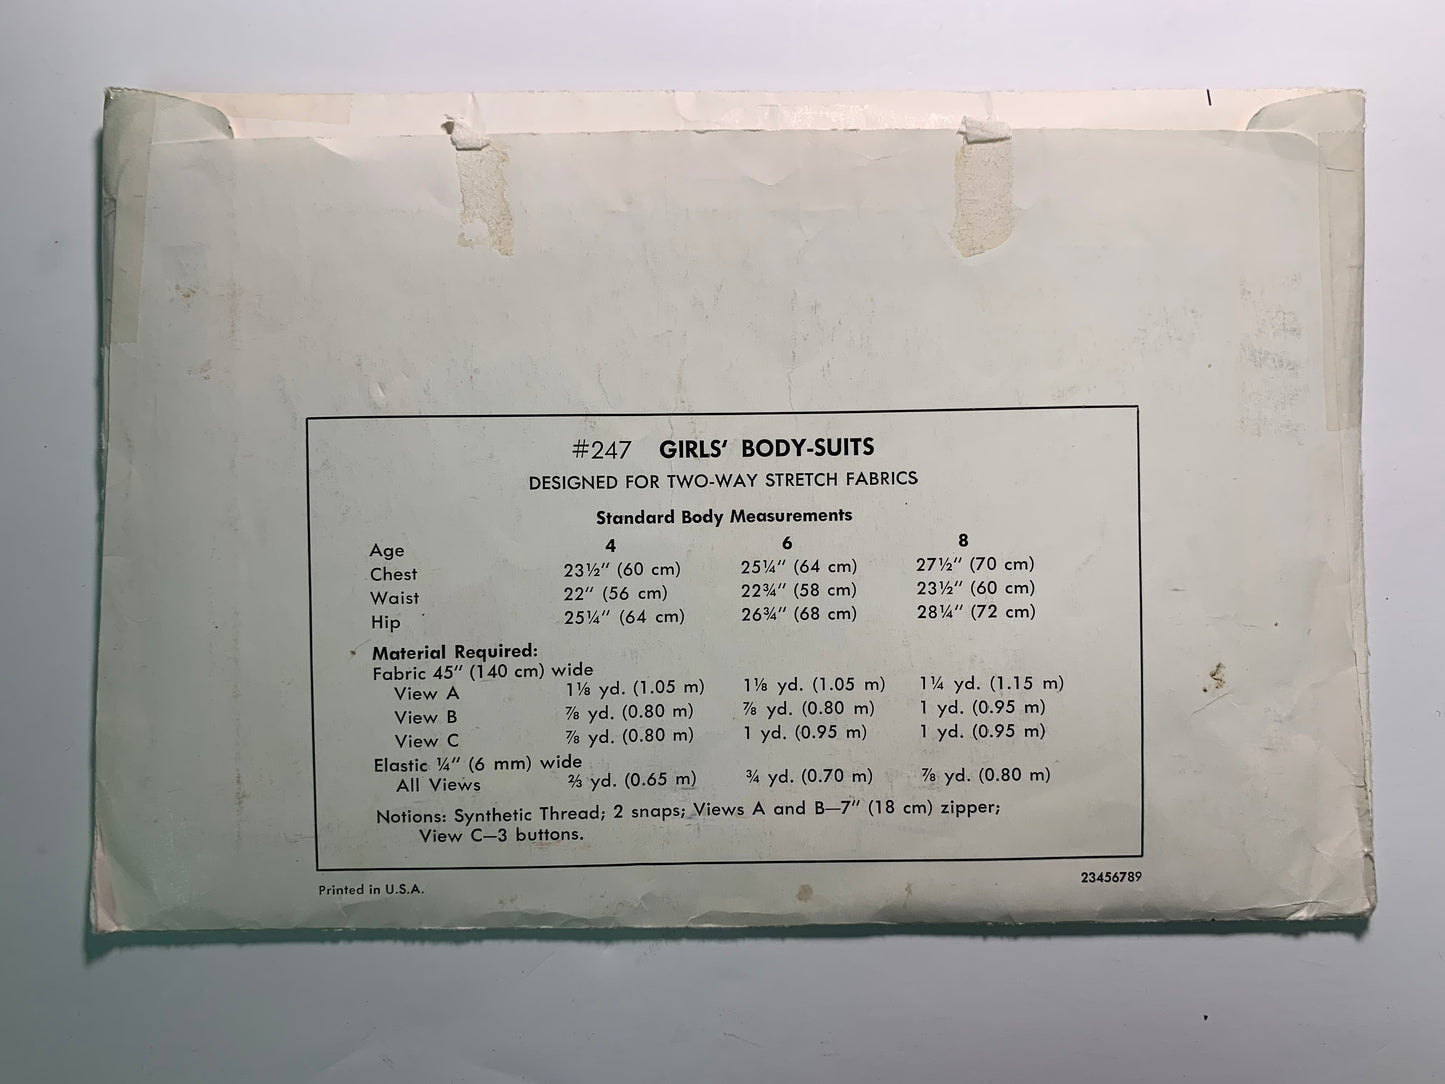 #247 GIRLS' BODY-SUITS
DESIGNED FOR TWO-WAY STRETCH FABRICS
Standard Body Measurements
Age 4 6 8
Chest 23½" (60 cm) 25¼" (64 cm) 27½" (70 cm)
Waist 22" (56 cm) 22¾" (58 cm) 23½" (60 cm)
Hip 25¼" (64 cm) 26¾" (68 cm) 28¼" (72 cm)
Material Required:
Fabric 45" (140 cm) wide
View A 1⅛ yd. (1.05 m) 1⅛ yd. (1.05 m) 1¼ yd. (1.15 m)
View B ⅞ yd. (0.80 m) ⅞ yd. (0.80 m) 1 yd. (0.95 m)
View C ⅞ yd. (0.80 m) 1 yd. (0.95 m) 1 yd. (0.95 m)
Elastic ¼" (6 mm) wide
All Views ⅔ yd. (0.65 m) ¾ yd. (0.70 m) ⅞ yd. (0.80 m)
Notions: Synthetic Thread; 2 snaps; Views A and B—7" (18 cm) zipper;
View C—3 buttons.
Printed in U.S.A. 23456789